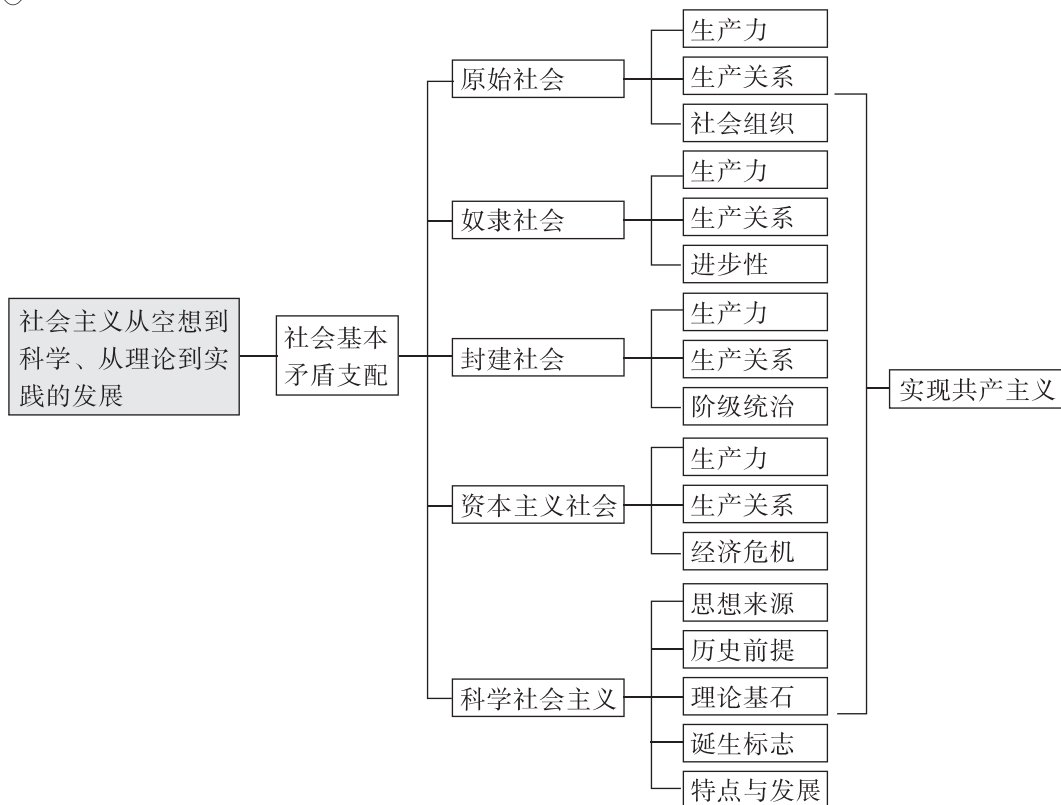 社会主义从空想到
科学、从理论到实
践的发展
社会基本
矛盾支配
原始社会
生产力
生产关系
社会组织
奴隶社会
生产力
生产关系
进步性
封建社会
生产力
生产关系
阶级统治
资本主义社会
生产力
生产关系
经济危机
科学社会主义
思想来源
历史前提
理论基石
诞生标志
特点与发展
实现共产主义